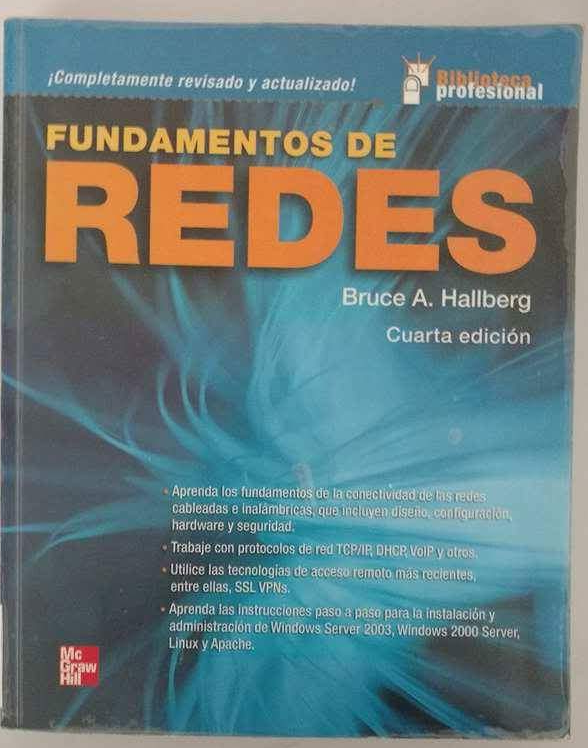 ¡Completamente revisado y actualizado!
Biblioteca
profesional
FUNDAMENTOS DE
REDES
Bruce A. Hallberg
Cuarta edición
• Aprenda los fundamentos de la conectividad de las redes
cableadas e inalámbricas, que incluyen diseño, configuración,
hardware y seguridad.
• Trabaje con protocolos de red TCP/IP, DHCP, VoIP y otros.
• Utilice las tecnologías de acceso remoto más recientes,
entre ellas, SSL VPNs.
• Aprenda las instrucciones paso a paso para la instalación y
administración de Windows Server 2003, Windows 2000 Server,
Linux y Apache.
Mc
Graw
Hill